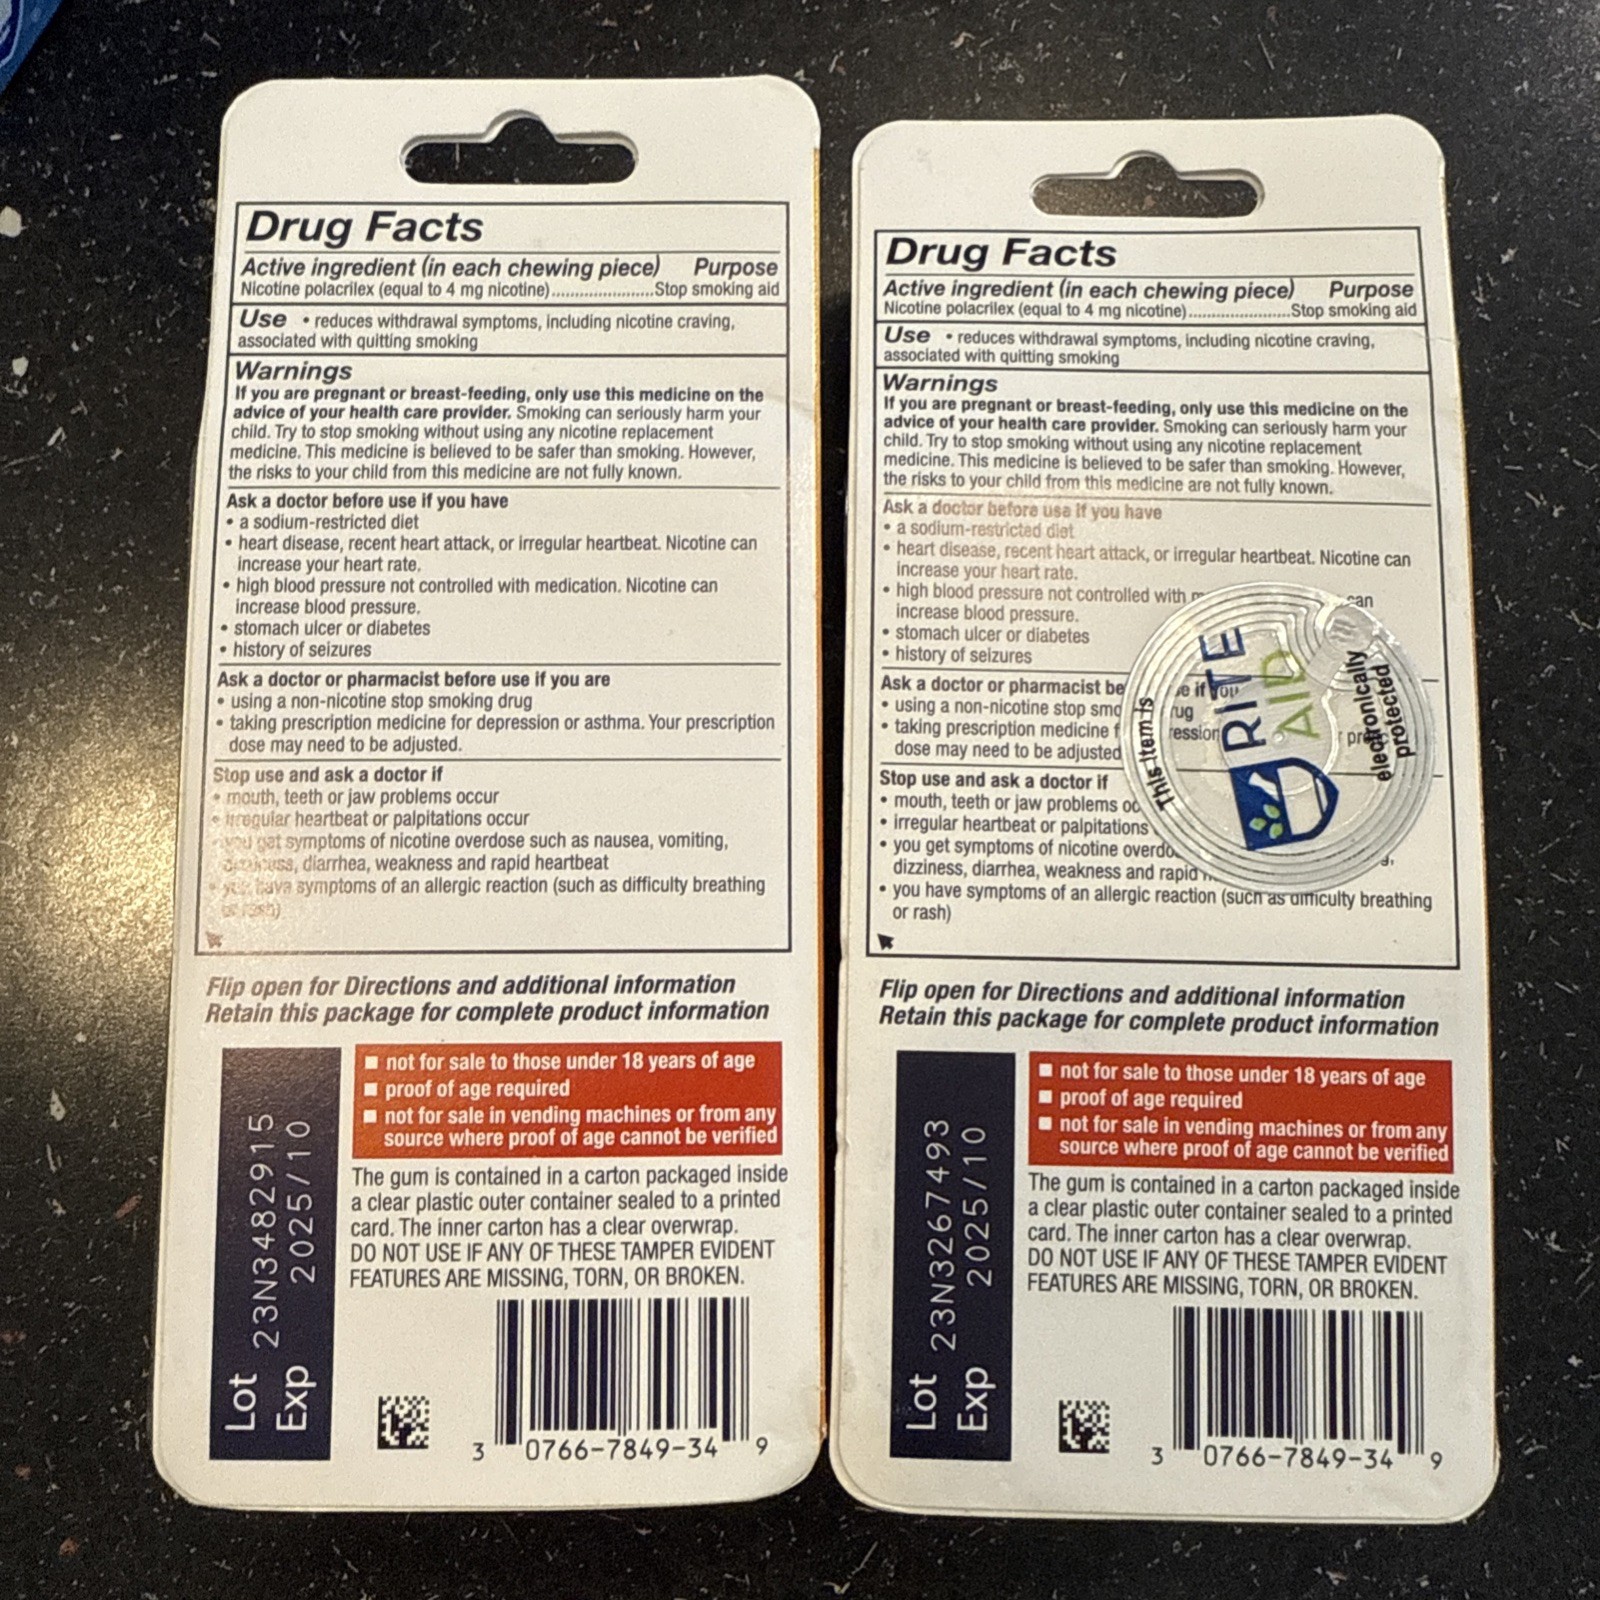 Drug Facts
Active ingredient (in each chewing piece) Purpose
Nicotine polacrilex (equal to 4 mg nicotine)......................Stop smoking aid
Use • reduces withdrawal symptoms, including nicotine craving,
associated with quitting smoking
Warnings
If you are pregnant or breast-feeding, only use this medicine on the
advice of your health care provider. Smoking can seriously harm your
child. Try to stop smoking without using any nicotine replacement
medicine. This medicine is believed to be safer than smoking. However,
the risks to your child from this medicine are not fully known.
Ask a doctor before use if you have
• a sodium-restricted diet
• heart disease, recent heart attack, or irregular heartbeat. Nicotine can
increase your heart rate.
• high blood pressure not controlled with medication. Nicotine can
increase blood pressure.
• stomach ulcer or diabetes
• history of seizures
Ask a doctor or pharmacist before use if you are
• using a non-nicotine stop smoking drug
• taking prescription medicine for depression or asthma. Your prescription
dose may need to be adjusted.
Stop use and ask a doctor if
• mouth, teeth or jaw problems occur
• irregular heartbeat or palpitations occur
• you get symptoms of nicotine overdose such as nausea, vomiting,
dizziness, diarrhea, weakness and rapid heartbeat
• you have symptoms of an allergic reaction (such as difficulty breathing
or rash)
Flip open for Directions and additional information
Retain this package for complete product information
Lot 23N3482915
Exp 2025/10
■ not for sale to those under 18 years of age
■ proof of age required
■ not for sale in vending machines or from any
source where proof of age cannot be verified
The gum is contained in a carton packaged inside
a clear plastic outer container sealed to a printed
card. The inner carton has a clear overwrap.
DO NOT USE IF ANY OF THESE TAMPER EVIDENT
FEATURES ARE MISSING, TORN, OR BROKEN.
3 0766-7849-34 9
Drug Facts
Active ingredient (in each chewing piece) Purpose
Nicotine polacrilex (equal to 4 mg nicotine)......................Stop smoking aid
Use • reduces withdrawal symptoms, including nicotine craving,
associated with quitting smoking
Warnings
If you are pregnant or breast-feeding, only use this medicine on the
advice of your health care provider. Smoking can seriously harm your
child. Try to stop smoking without using any nicotine replacement
medicine. This medicine is believed to be safer than smoking. However,
the risks to your child from this medicine are not fully known.
Ask a doctor before use if you have
• a sodium-restricted diet
• heart disease, recent heart attack, or irregular heartbeat. Nicotine can
increase your heart rate.
• high blood pressure not controlled with can
increase blood pressure.
• stomach ulcer or diabetes
• history of seizures
Ask a doctor or pharmacist if you
• using a non-nicotine stop
• taking prescription medicine
dose may need to be adjusted
Stop use and ask a doctor if
• mouth, teeth or jaw problems
• irregular heartbeat or palpitations
• you get symptoms of nicotine
dizziness, diarrhea, weakness and rapid
• you have symptoms of an allergic reaction (such as difficulty breathing
or rash)
This item is
RITE
AID
electronically
protected
Flip open for Directions and additional information
Retain this package for complete product information
Lot 23N3267493
Exp 2025/10
■ not for sale to those under 18 years of age
■ proof of age required
■ not for sale in vending machines or from any
source where proof of age cannot be verified
The gum is contained in a carton packaged inside
a clear plastic outer container sealed to a printed
card. The inner carton has a clear overwrap.
DO NOT USE IF ANY OF THESE TAMPER EVIDENT
FEATURES ARE MISSING, TORN, OR BROKEN.
3 0766-7849-34 9